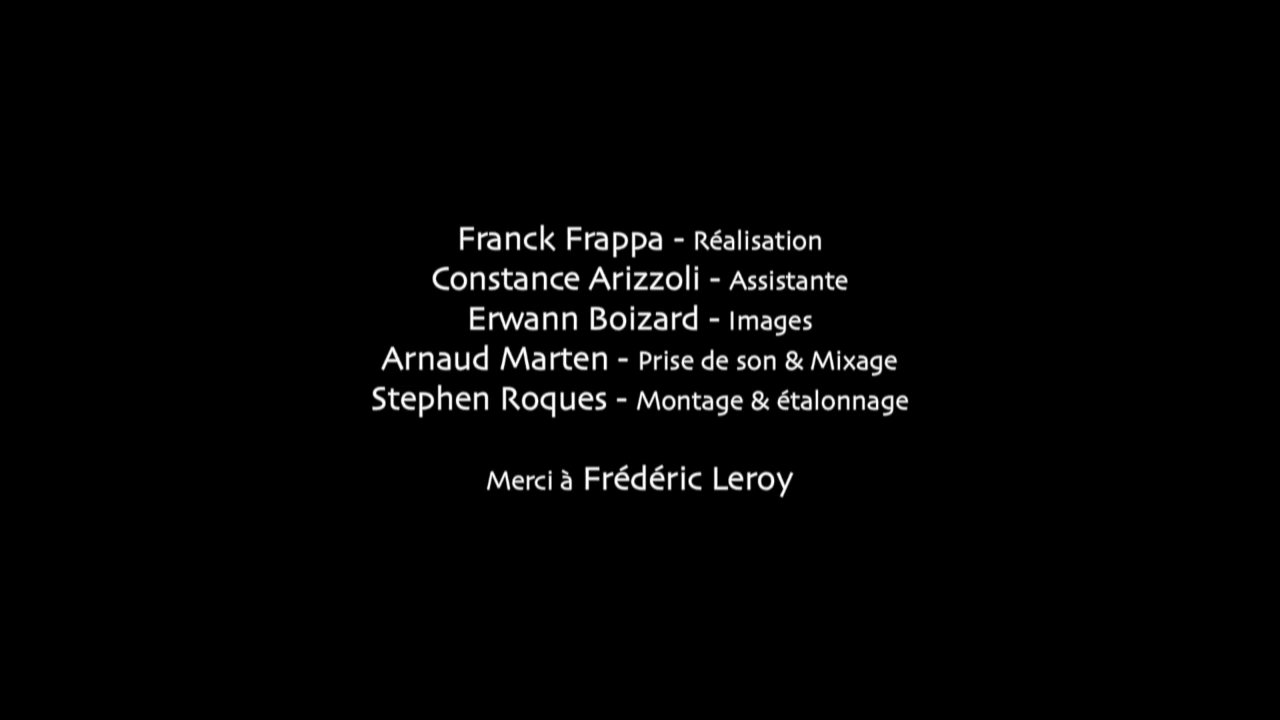 Franck Frappa - Réalisation
Constance Arizzoli - Assistante
Erwann Boizard - Images
Arnaud Marten - Prise de son & Mixage
Stephen Roques - Montage & étalonnage
Merci à Frédéric Leroy